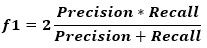 f1 = 2 Precision * Recall / Precision + Recall